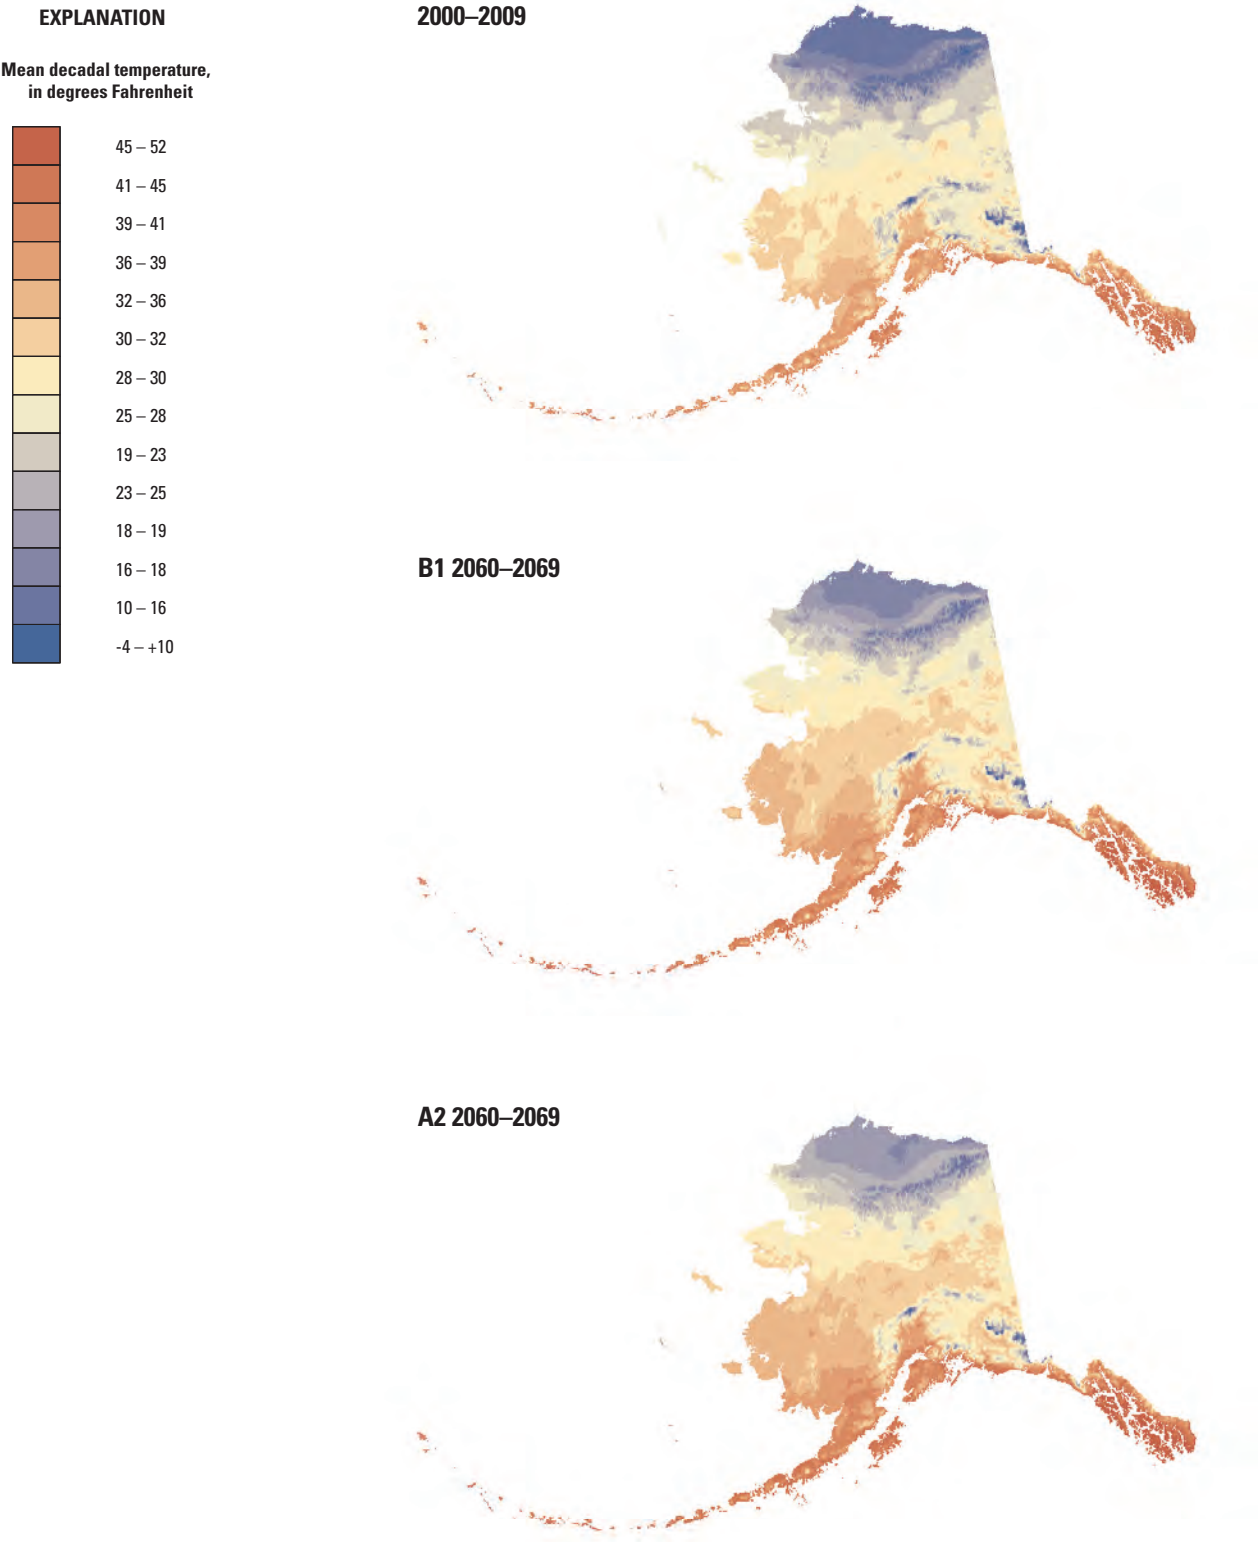 EXPLANATION
Mean decadal temperature,
in degrees Fahrenheit
45 – 52
41 – 45
39 – 41
36 – 39
32 – 36
30 – 32
28 – 30
25 – 28
19 – 23
23 – 25
18 – 19
16 – 18
10 – 16
-4 – +10
2000–2009
B1 2060–2069
A2 2060–2069